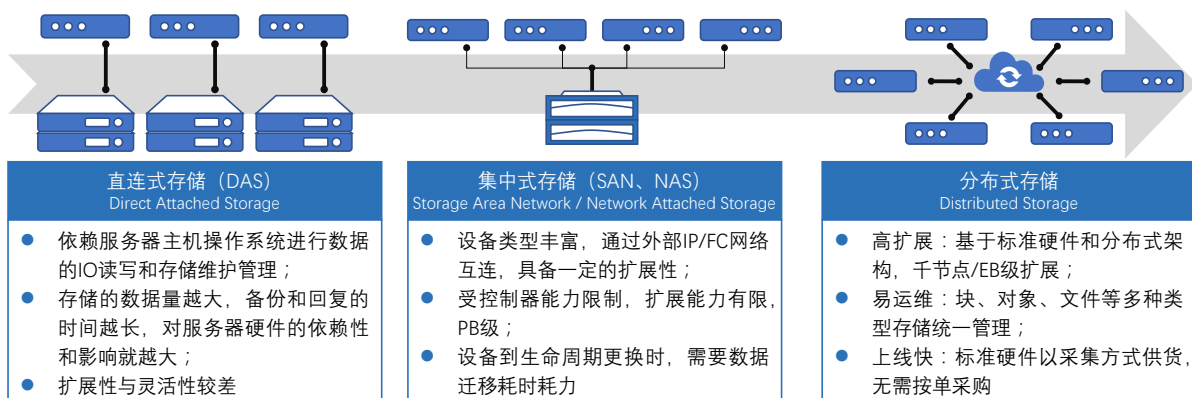 直连式存储（DAS）
Direct Attached Storage
依赖服务器主机操作系统进行数据
的IO读写和存储维护管理；
存储的数据量越大，备份和回复的
时间越长，对服务器硬件的依赖性
和影响就越大；
扩展性与灵活性较差
集中式存储（SAN、NAS）
Storage Area Network / Network Attached Storage
设备类型丰富，通过外部IP/FC网络
互连，具备一定的扩展性；
受控制器能力限制，扩展能力有限，
PB级；
设备到生命周期更换时，需要数据
迁移耗时耗力
分布式存储
Distributed Storage
高扩展：基于标准硬件和分布式架
构，千节点/EB级扩展；
易运维：块、对象、文件等多种类
型存储统一管理；
上线快：标准硬件以采集方式供货，
无需按单采购